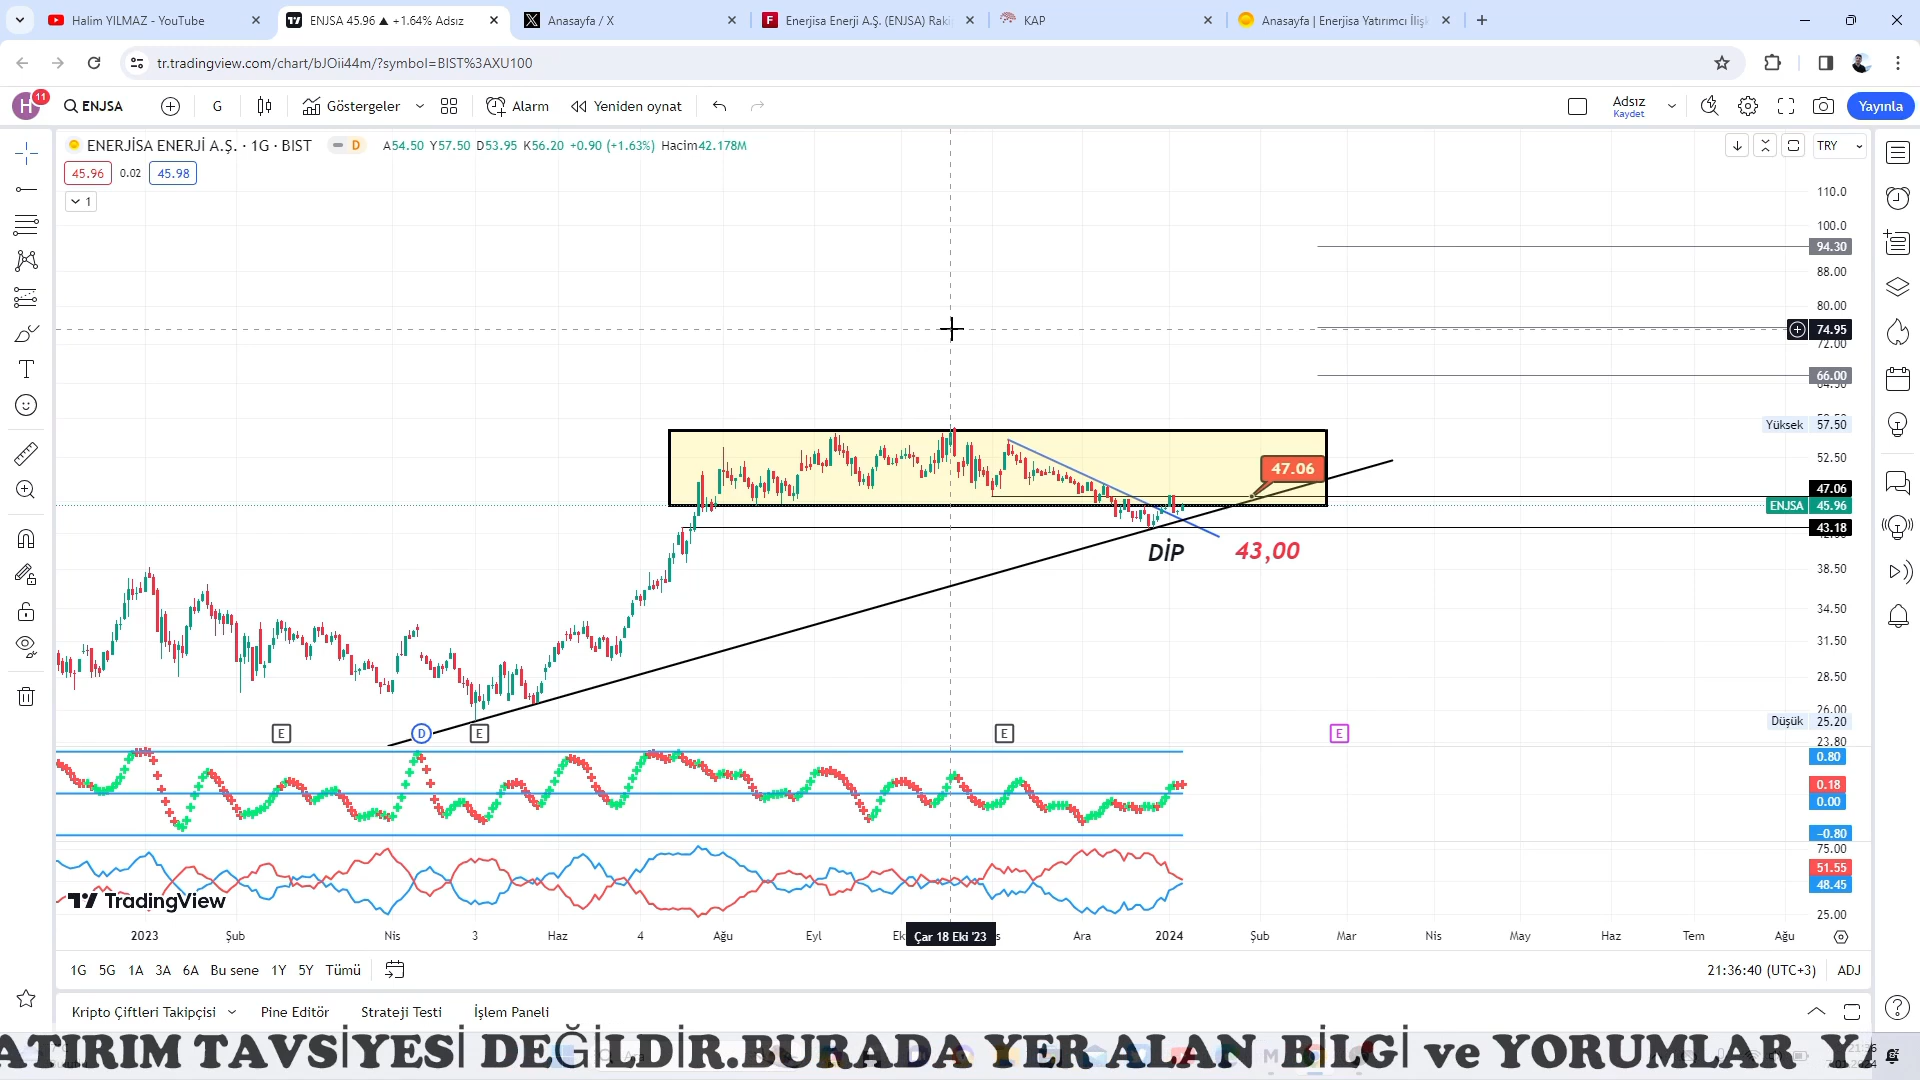 Halim YILMAZ - YouTube
ENJSA 45.96 ▲ +1.64% Adsız
Anasayfa / X
Enerjisa Enerji A.Ş. (ENJSA) Raki
KAP
Anasayfa | Enerjisa Yatırımcı İliş
tr.tradingview.com/chart/bJOii44m/?symbol=BIST%3AXU100
H 11
ENJSA
G
Göstergeler
Alarm
Yeniden oynat
Adsız
Kaydet
Yayınla
ENERJİSA ENERJİ A.Ş. · 1G · BIST
D
A54.50 Y57.50 D53.95 K56.20 +0.90 (+1.63%) Hacim42.178M
TRY
45.96 0.02 45.98
1
110.0
100.0
94.30
88.00
80.00
74.95
72.00
66.00
Yüksek 57.50
52.50
47.06
47.06
ENJSA 45.96
43.18
DİP
43,00
38.50
34.50
31.50
28.50
26.00
Düşük 25.20
23.80
E
D
E
E
E
0.80
0.18
0.00
−0.80
75.00
51.55
48.45
25.00
TradingView
2023
Şub
Nis
3
Haz
4
Ağu
Eyl
Çar 18 Eki '23
Ara
2024
Şub
Mar
Nis
May
Haz
Tem
Ağu
1G 5G 1A 3A 6A Bu sene 1Y 5Y Tümü
21:36:40 (UTC+3) ADJ
Kripto Çiftleri Takipçisi
Pine Editör
Strateji Testi
İşlem Paneli
ATIRIM TAVSİYESİ DEĞİLDİR.BURADA YER ALAN BİLGİ ve YORUMLAR Y